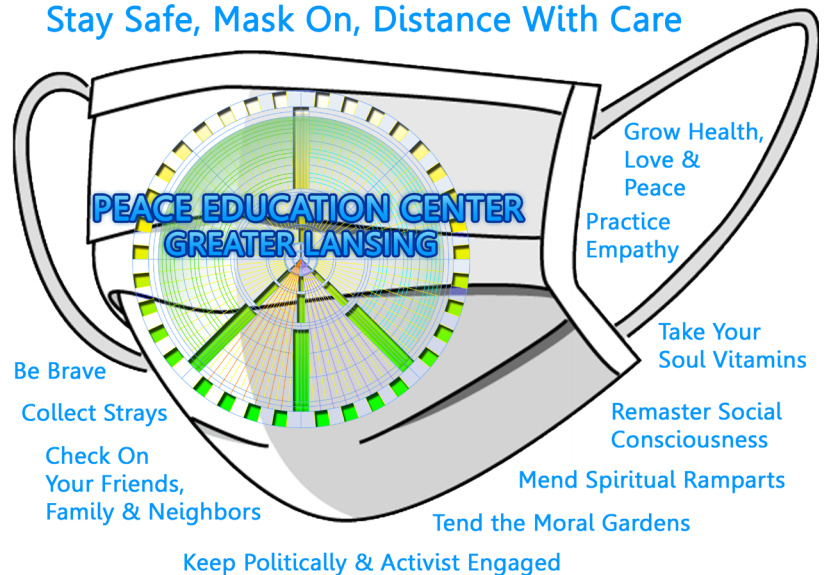 Stay Safe, Mask On, Distance With Care
Grow Health,
Love &
Peace
PEACE EDUCATION CENTER
GREATER LANSING
Practice
Empathy
Take Your
Soul Vitamins
Be Brave
Collect Strays
Remaster Social
Consciousness
Check On
Your Friends,
Family & Neighbors
Mend Spiritual Ramparts
Tend the Moral Gardens
Keep Politically & Activist Engaged